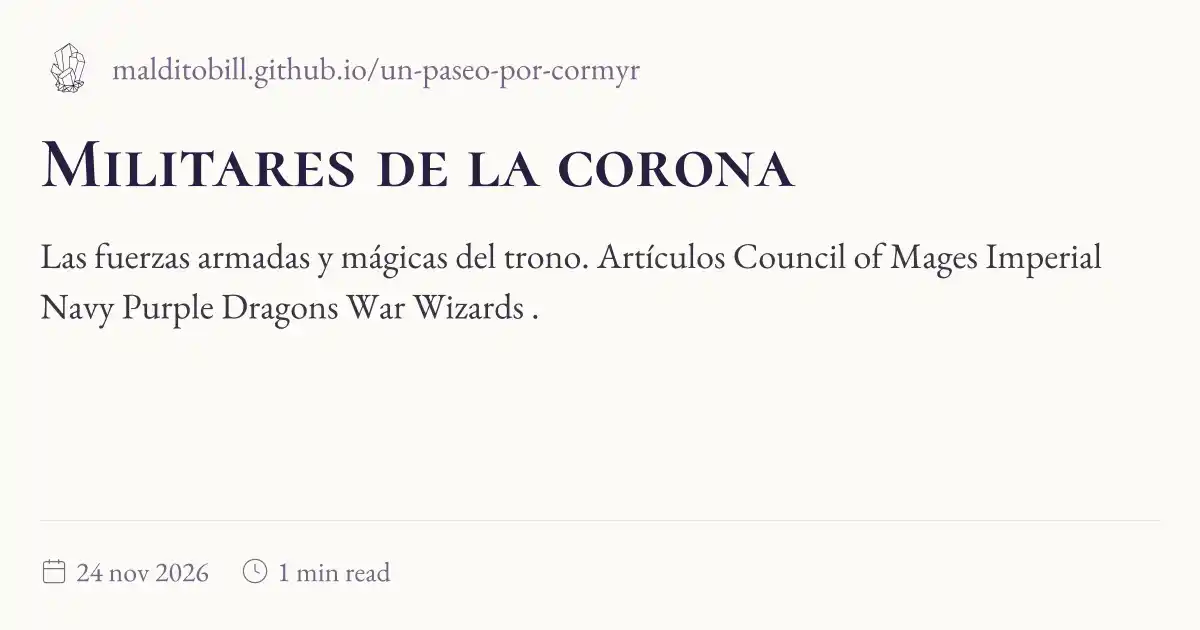 malditobill.github.io/un-paseo-por-cormyr
Militares de la corona
Las fuerzas armadas y mágicas del trono. Artículos Council of Mages Imperial
Navy Purple Dragons War Wizards .
24 nov 2026 1 min read